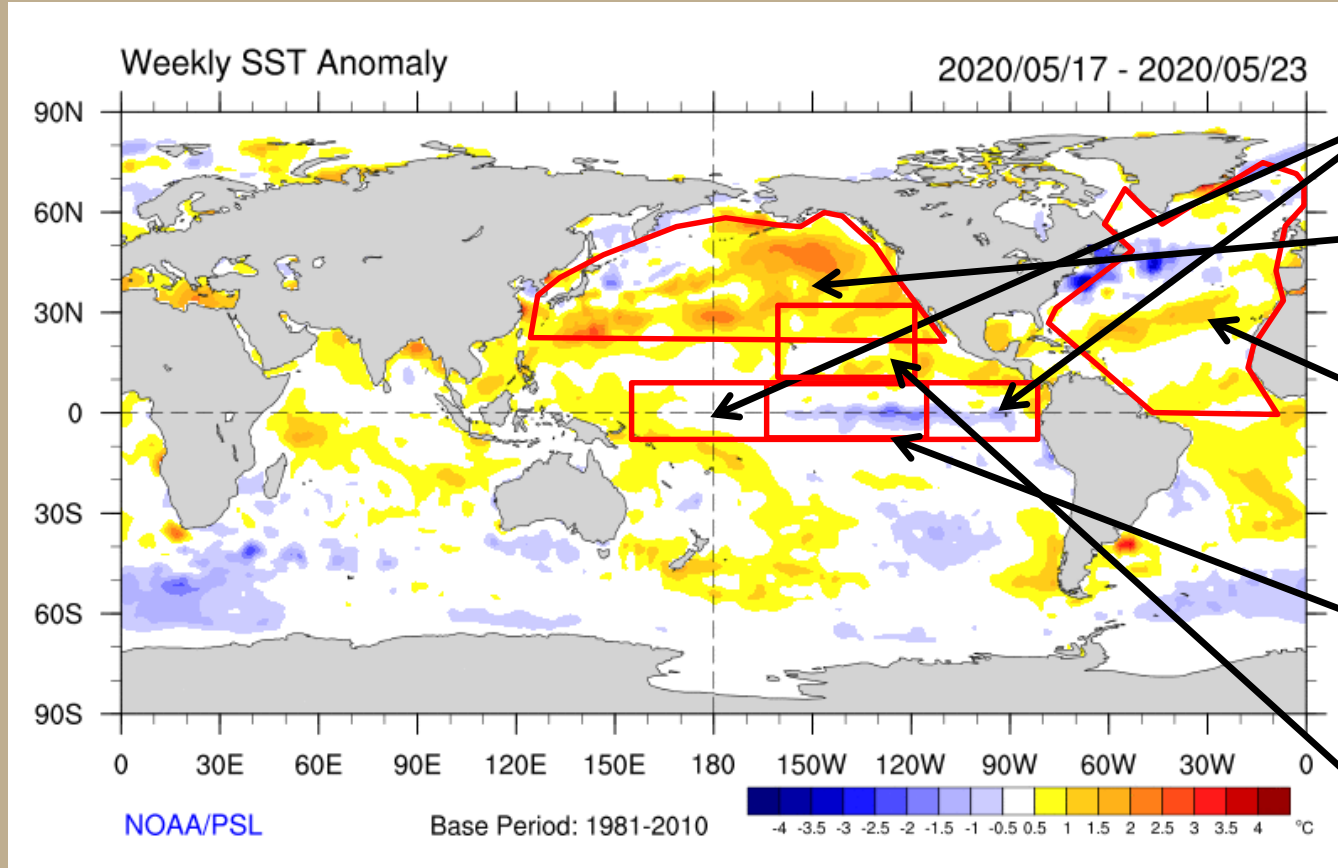 Weekly SST Anomaly
2020/05/17 - 2020/05/23
90N
60N
30N
0
30S
60S
90S
0 30E 60E 90E 120E 150E 180 150W 120W 90W 60W 30W 0
NOAA/PSL
Base Period: 1981-2010
-4 -3.5 -3 -2.5 -2 -1.5 -1 -0.5 0.5 1 1.5 2 2.5 3 3.5 4 °C